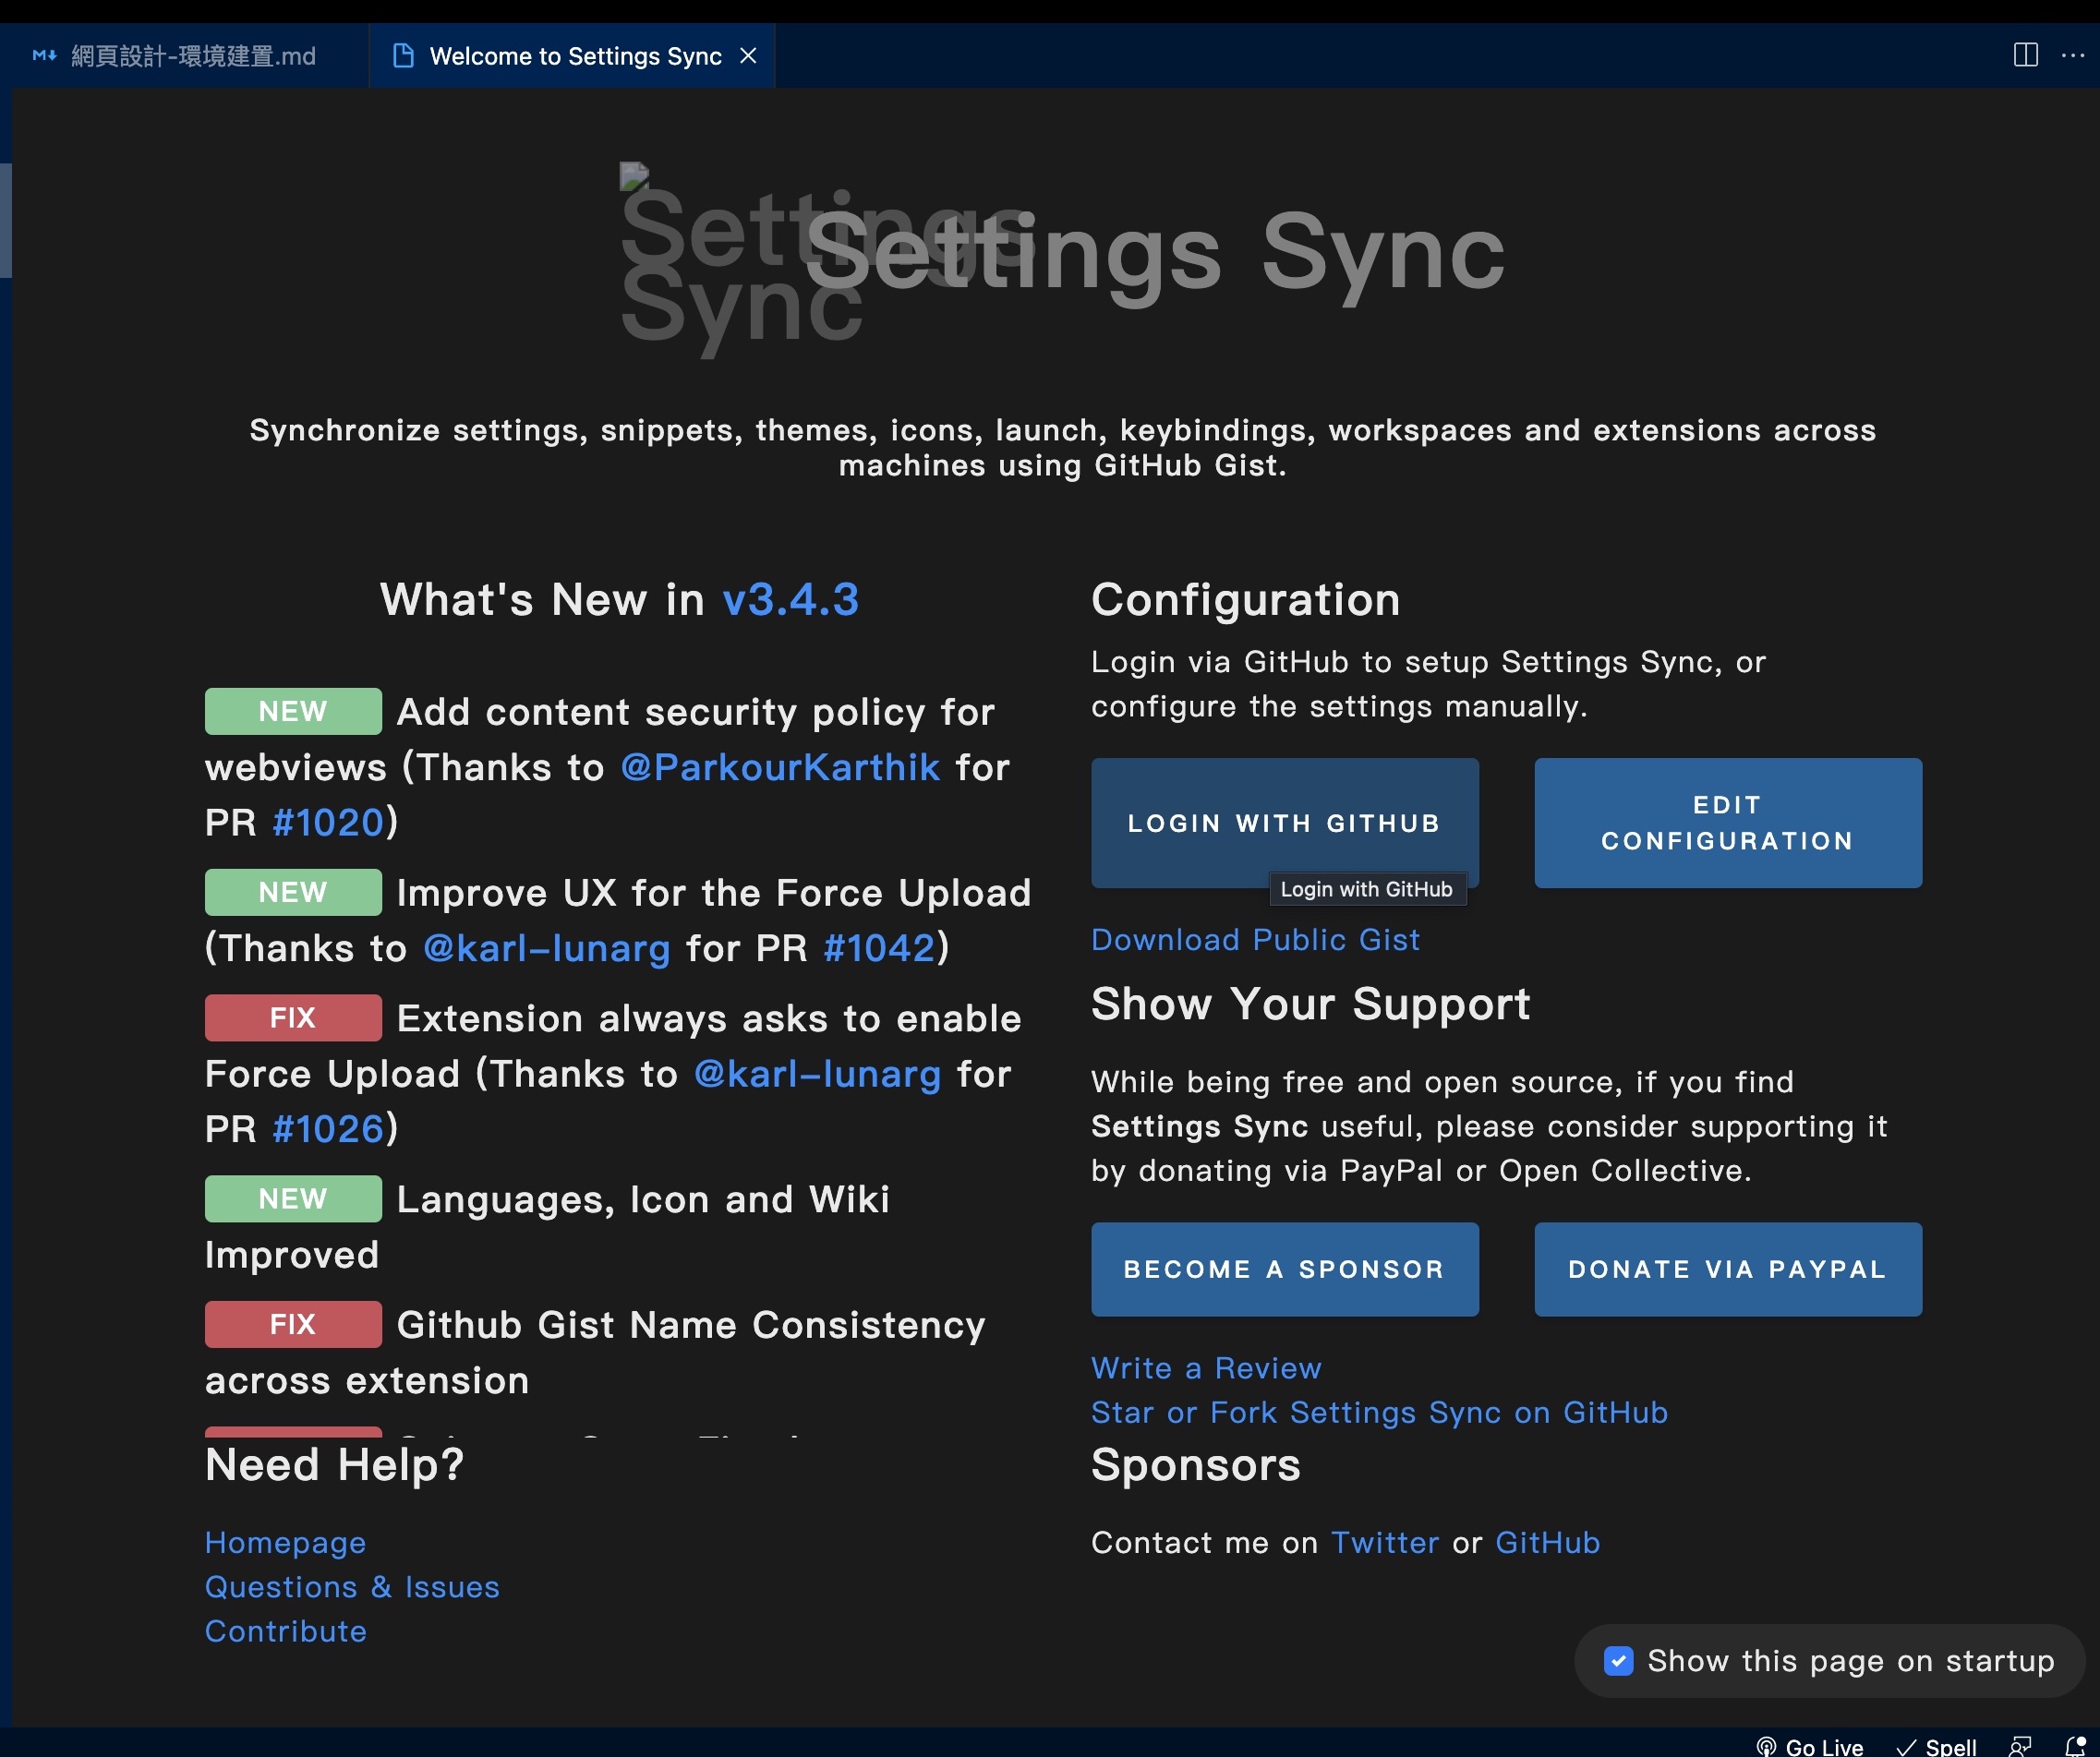 網頁設計-環境建置.md
Welcome to Settings Sync
Settings
Sync
Settings Sync
Synchronize settings, snippets, themes, icons, launch, keybindings, workspaces and extensions across
machines using GitHub Gist.
What's New in v3.4.3
NEW Add content security policy for
webviews (Thanks to @ParkourKarthik for
PR #1020)
NEW Improve UX for the Force Upload
(Thanks to @karl-lunarg for PR #1042)
FIX Extension always asks to enable
Force Upload (Thanks to @karl-lunarg for
PR #1026)
NEW Languages, Icon and Wiki
Improved
FIX Github Gist Name Consistency
across extension
Need Help?
Homepage
Questions & Issues
Contribute
Configuration
Login via GitHub to setup Settings Sync, or
configure the settings manually.
LOGIN WITH GITHUB
EDIT
CONFIGURATION
Login with GitHub
Download Public Gist
Show Your Support
While being free and open source, if you find
Settings Sync useful, please consider supporting it
by donating via PayPal or Open Collective.
BECOME A SPONSOR
DONATE VIA PAYPAL
Write a Review
Star or Fork Settings Sync on GitHub
Sponsors
Contact me on Twitter or GitHub
Show this page on startup
Go Live
Spell